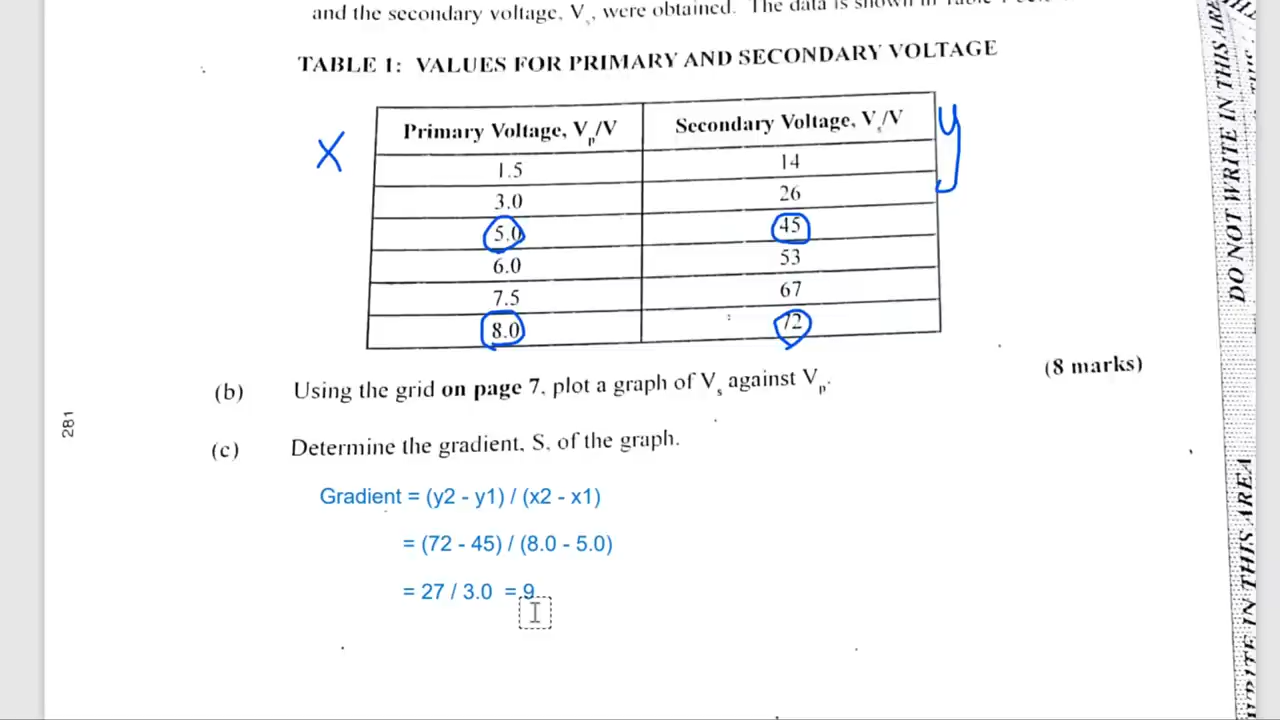 and the secondary voltage, Vs, were obtained. The data is shown in Table 1
TABLE 1: VALUES FOR PRIMARY AND SECONDARY VOLTAGE
x
Primary Voltage, Vp/V
Secondary Voltage, Vs/V
y
1.5
14
3.0
26
5.0
45
6.0
53
7.5
67
8.0
72
(8 marks)
(b) Using the grid on page 7, plot a graph of Vs against Vp.
(c) Determine the gradient, S, of the graph.
Gradient = (y2 - y1) / (x2 - x1)
= (72 - 45) / (8.0 - 5.0)
= 27 / 3.0 = 9
281
DO NOT WRITE IN THIS AREA
WRITE IN THIS AREA